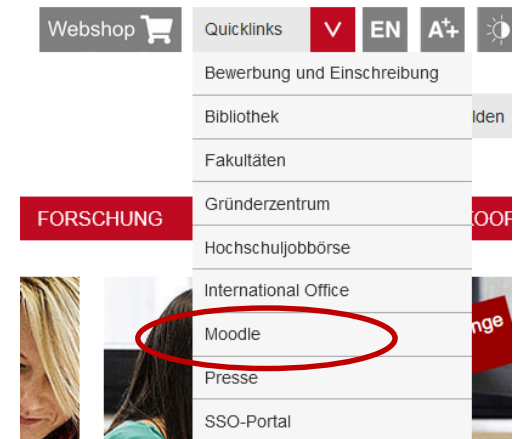 Webshop Quicklinks V EN A++
Bewerbung und Einschreibung
Bibliothek lden
Fakultäten
Gründerzentrum
FORSCHUNG KOOP
Hochschuljobbörse
International Office
Moodle nge
Presse
SSO-Portal